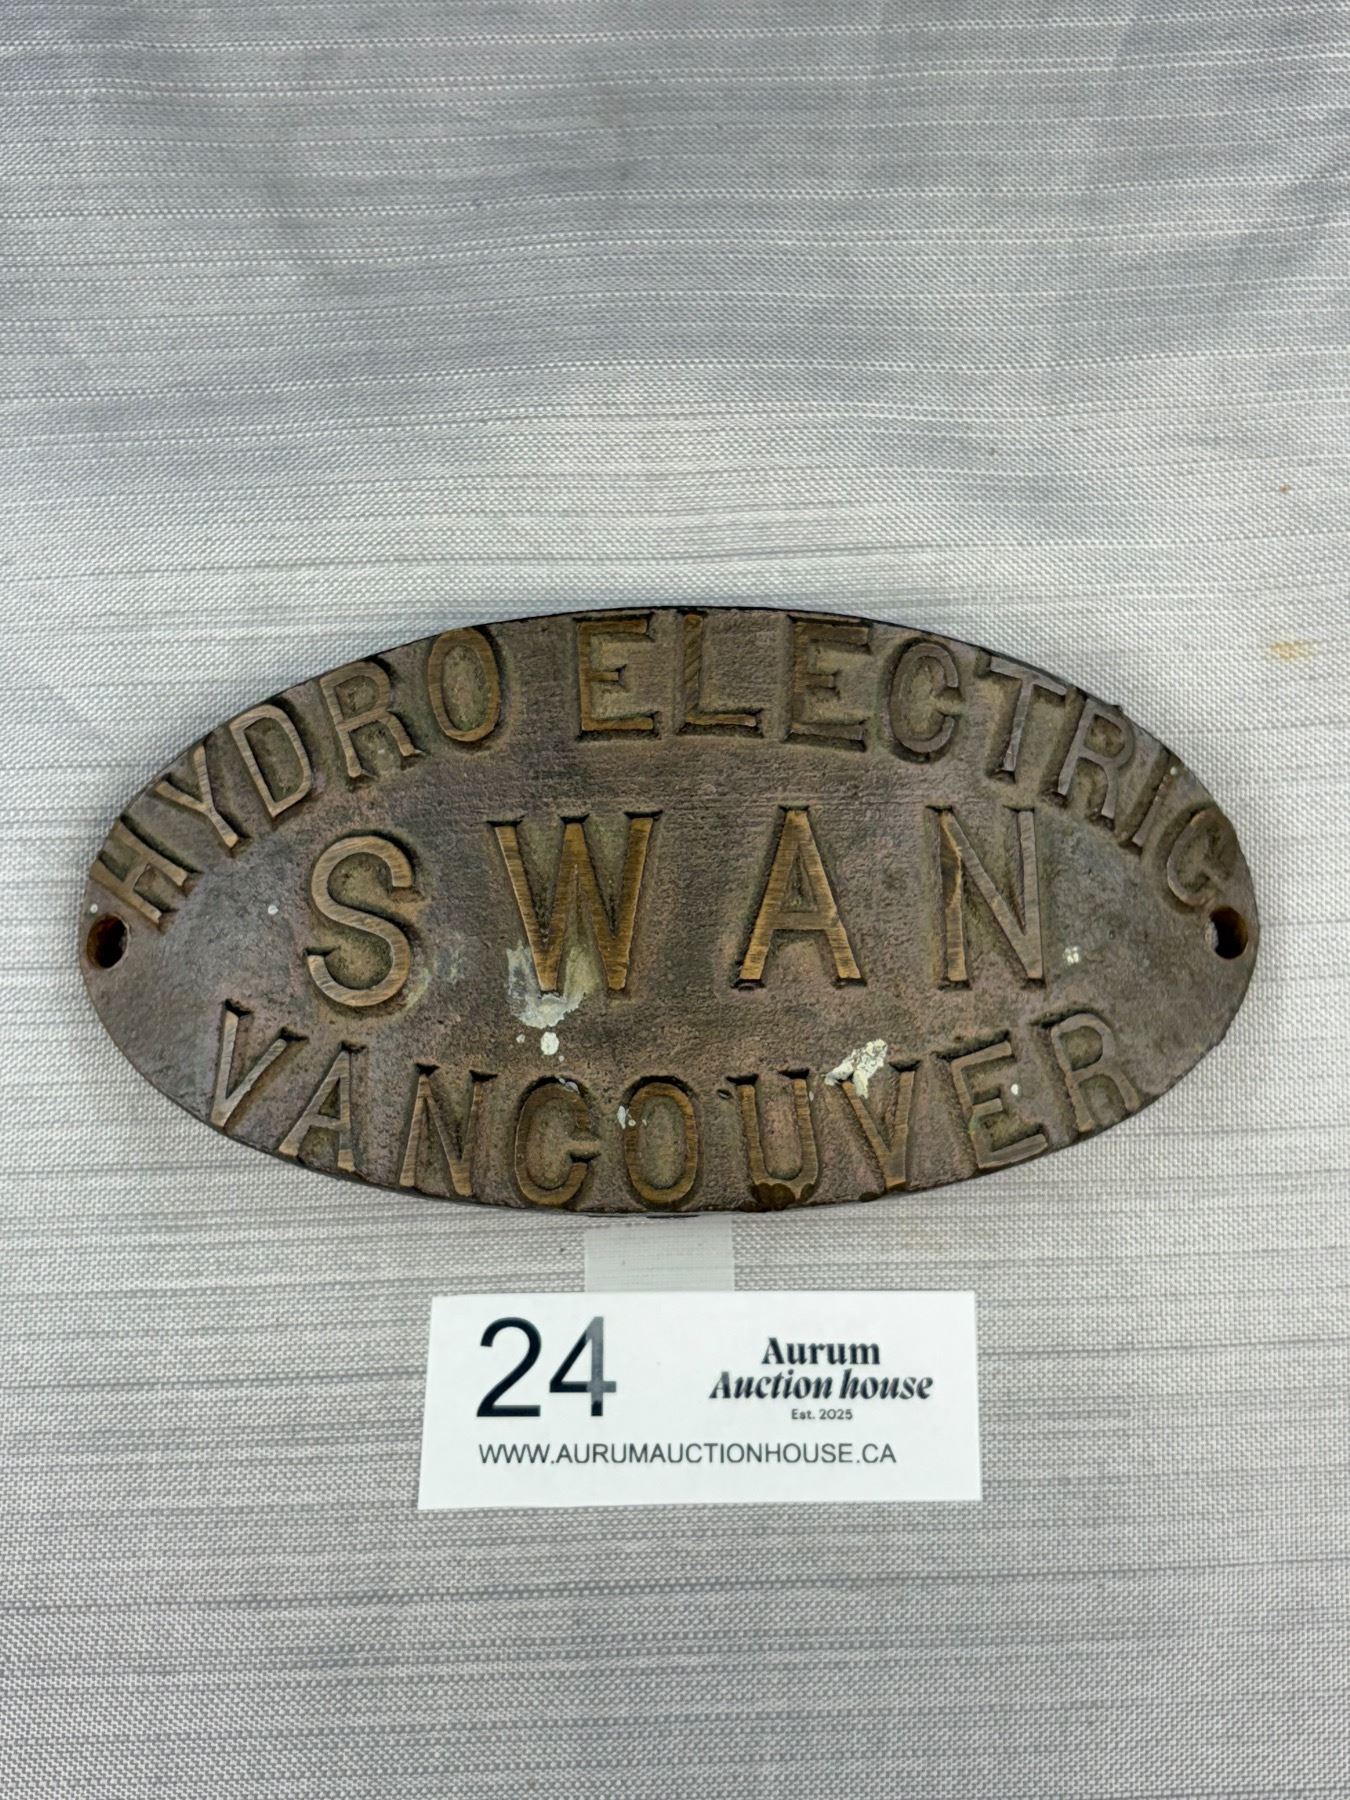 HYDRO ELECTRIC
SWAN
VANCOUVER
24
Aurum
Auction house
Est. 2025
WWW.AURUMAUCTIONHOUSE.CA